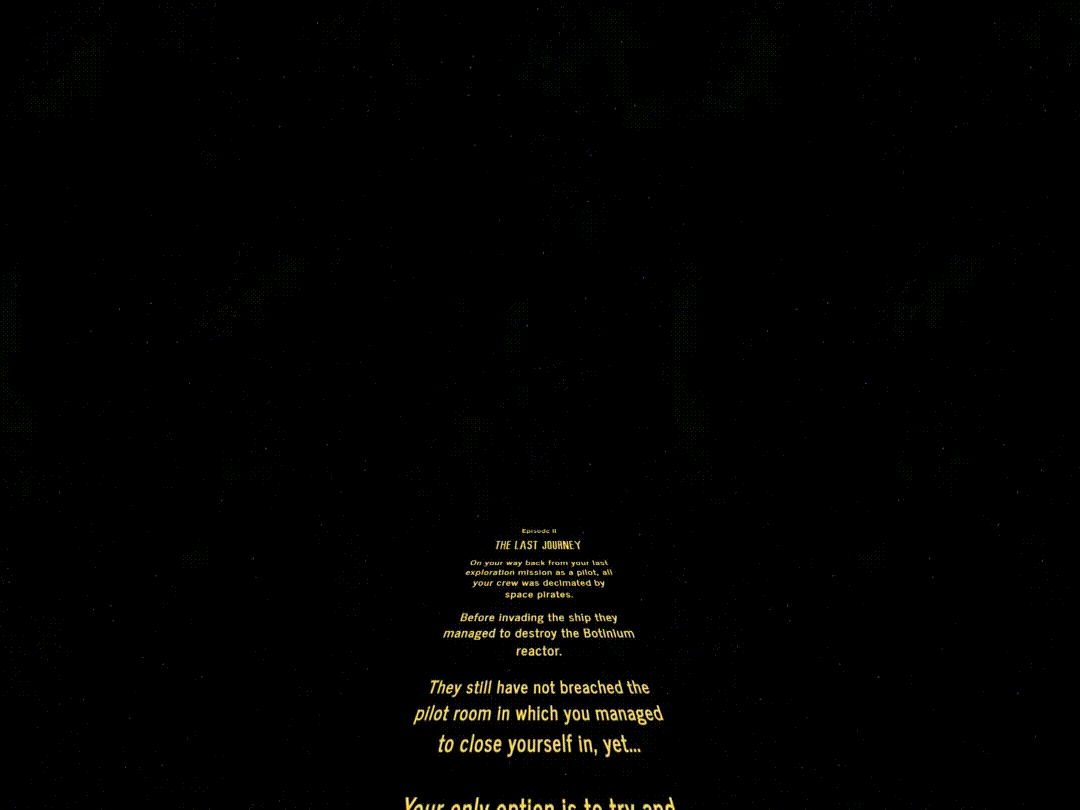 Episode II
THE LAST JOURNEY
On your way back from your last
exploration mission as a pilot, all
your crew was decimated by
space pirates.
Before invading the ship they
managed to destroy the Botinium
reactor.
They still have not breached the
pilot room in which you managed
to close yourself in, yet...
Your only option is to try and